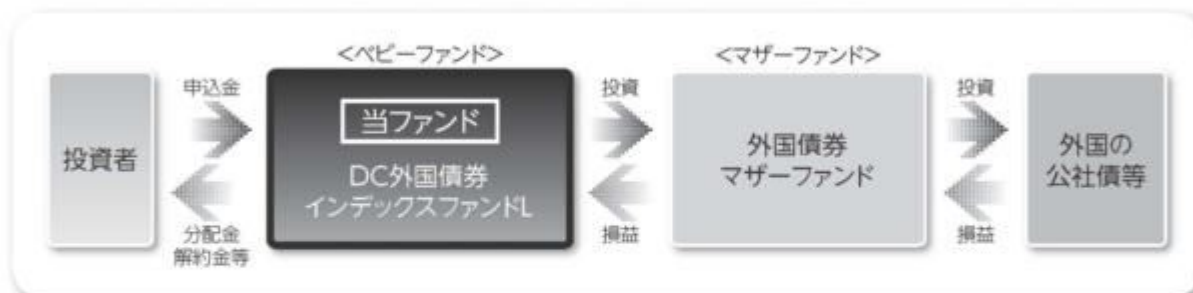 <ベビーファンド>
<マザーファンド>
投資者
申込金
分配金
解約金等
当ファンド
DC外国債券
インデックスファンドL
投資
損益
外国債券
マザーファンド
投資
損益
外国の
公社債等